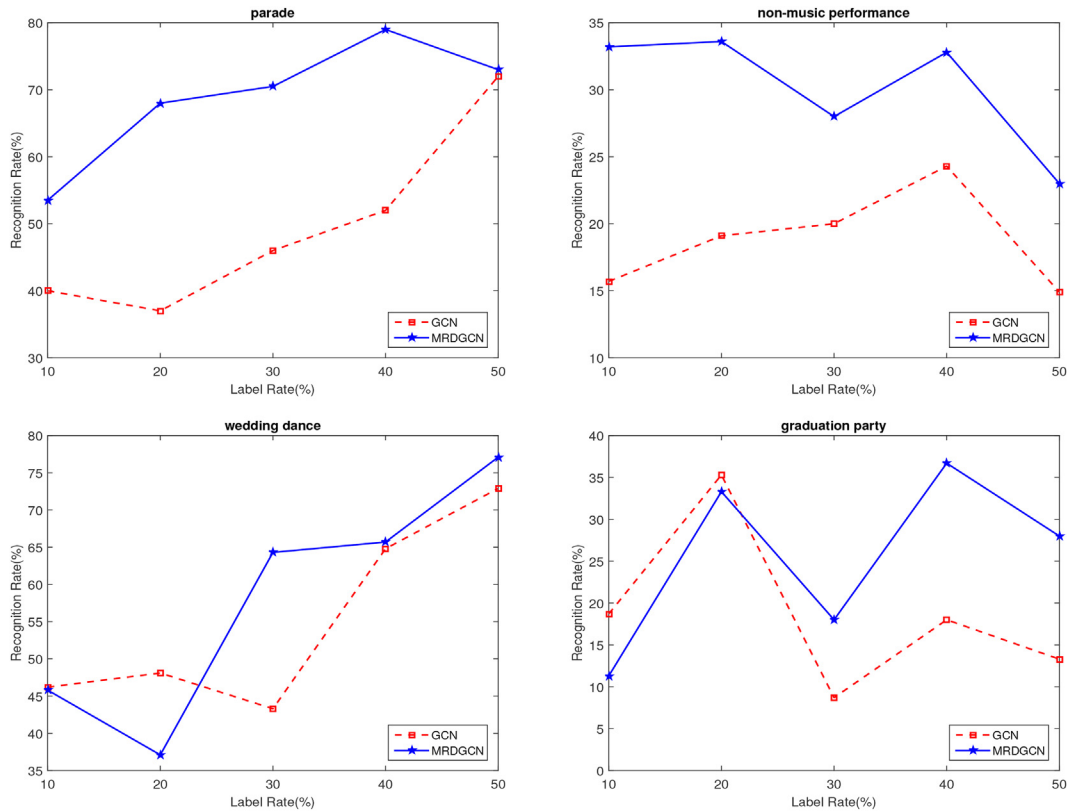 parade
80
70
60
50
40
30
Recognition Rate(%)
GCN
MRDGCN
10 20 30 40 50
Label Rate(%)
non-music performance
35
30
25
20
15
10
Recognition Rate(%)
GCN
MRDGCN
10 20 30 40 50
Label Rate(%)
wedding dance
80
75
70
65
60
55
50
45
40
35
Recognition Rate(%)
GCN
MRDGCN
10 20 30 40 50
Label Rate(%)
graduation party
40
35
30
25
20
15
10
5
0
Recognition Rate(%)
GCN
MRDGCN
10 20 30 40 50
Label Rate(%)